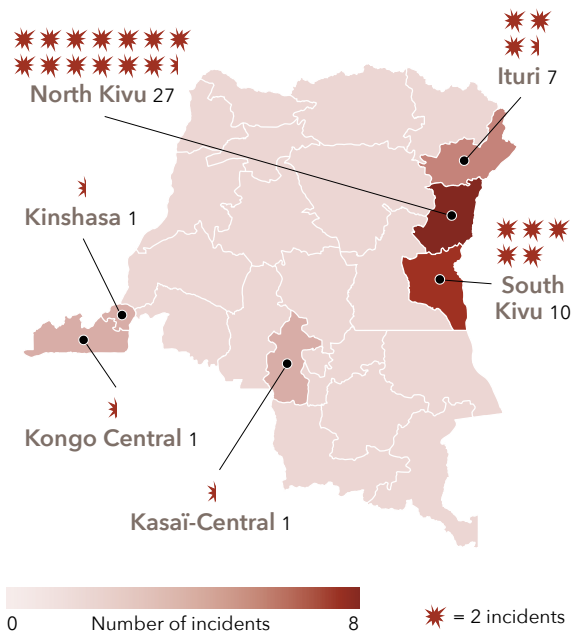 North Kivu 27
Ituri 7
Kinshasa 1
South
Kivu 10
Kongo Central 1
Kasaï-Central 1
0 Number of incidents 8
= 2 incidents